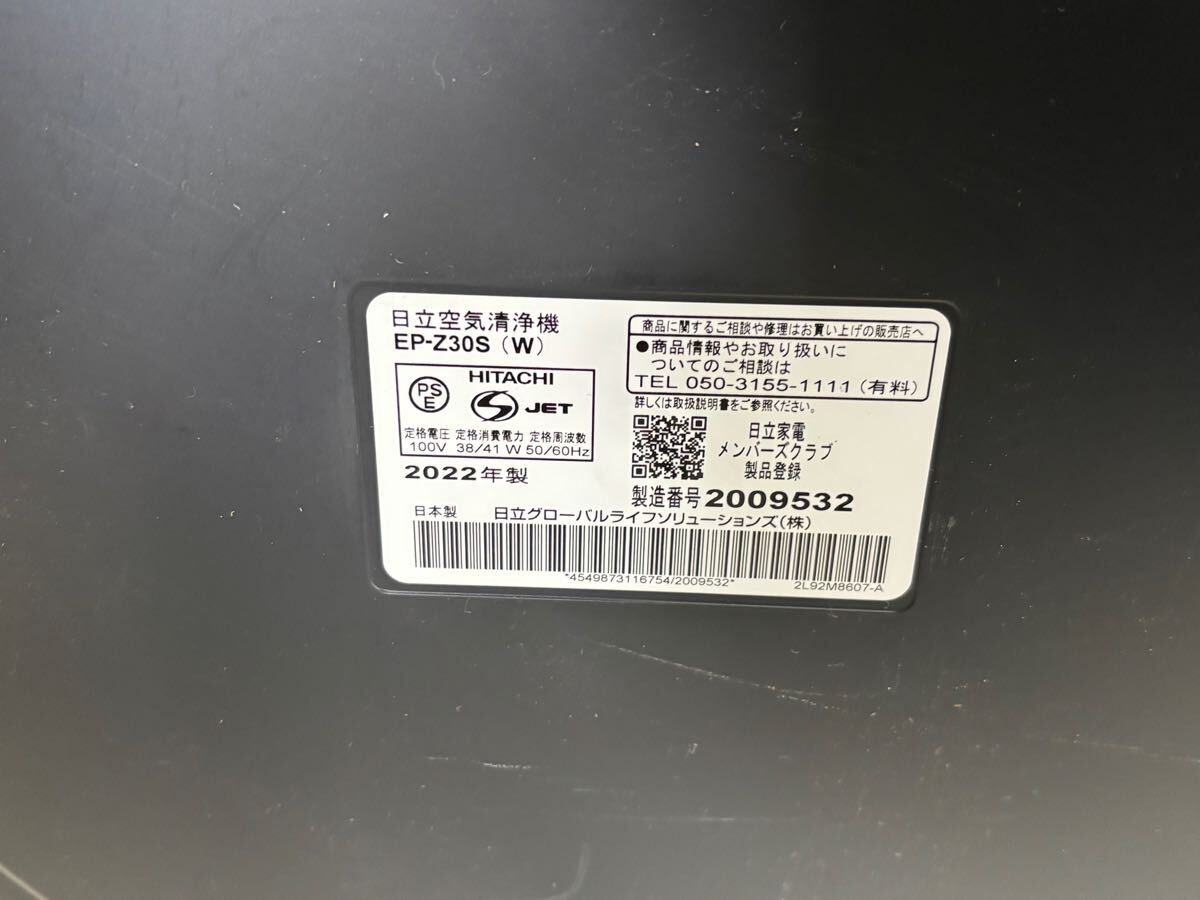 日立空気清浄機
EP-Z30S（W）
PS
E
HITACHI
S JET
定格電圧 定格消費電力 定格周波数
100V 38/41 W 50/60Hz
2022年製
商品に関するご相談や修理はお買い上げの販売店へ
●商品情報やお取り扱いに
ついてのご相談は
TEL 050-3155-1111（有料）
詳しくは取扱説明書をご参照ください。
日立家電
メンバーズクラブ
製品登録
製造番号 2009532
日本製 日立グローバルライフソリューションズ（株）
*4549873116754/2009532*
2L92M8607-A